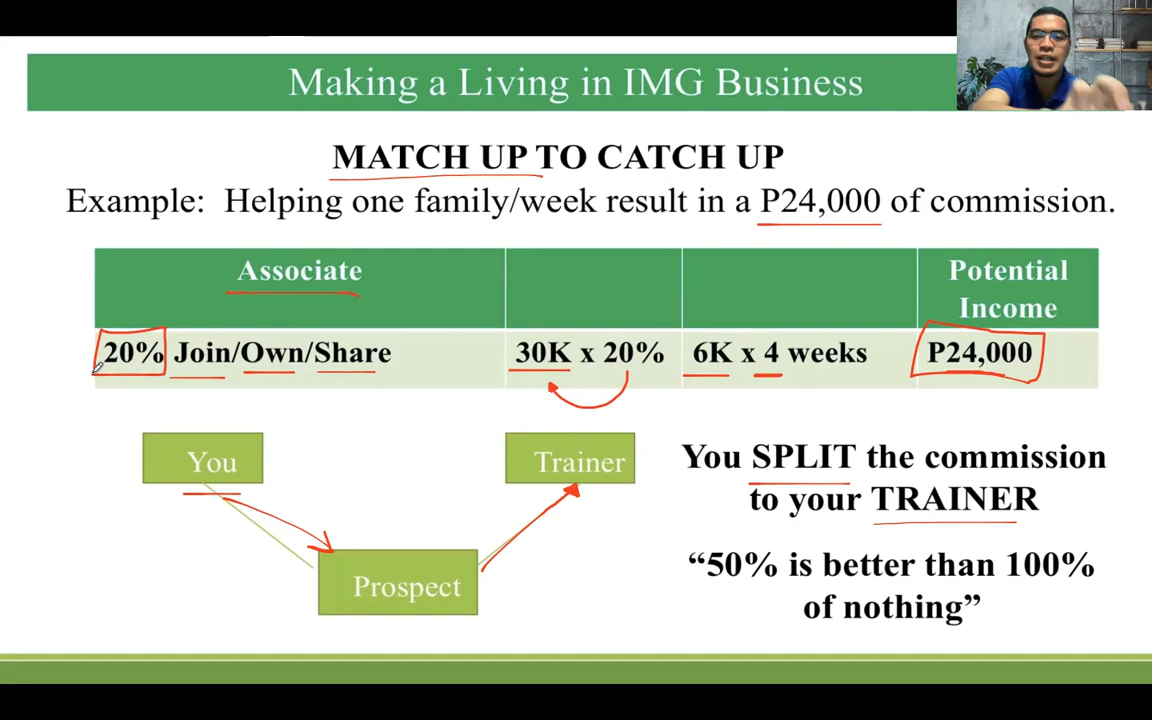 Making a Living in IMG Business
MATCH UP TO CATCH UP
Example: Helping one family/week result in a P24,000 of commission.
Associate
Potential
Income
20% Join/Own/Share
30K x 20%
6K x 4 weeks
P24,000
You
Trainer
Prospect
You SPLIT the commission
to your TRAINER
“50% is better than 100%
of nothing”